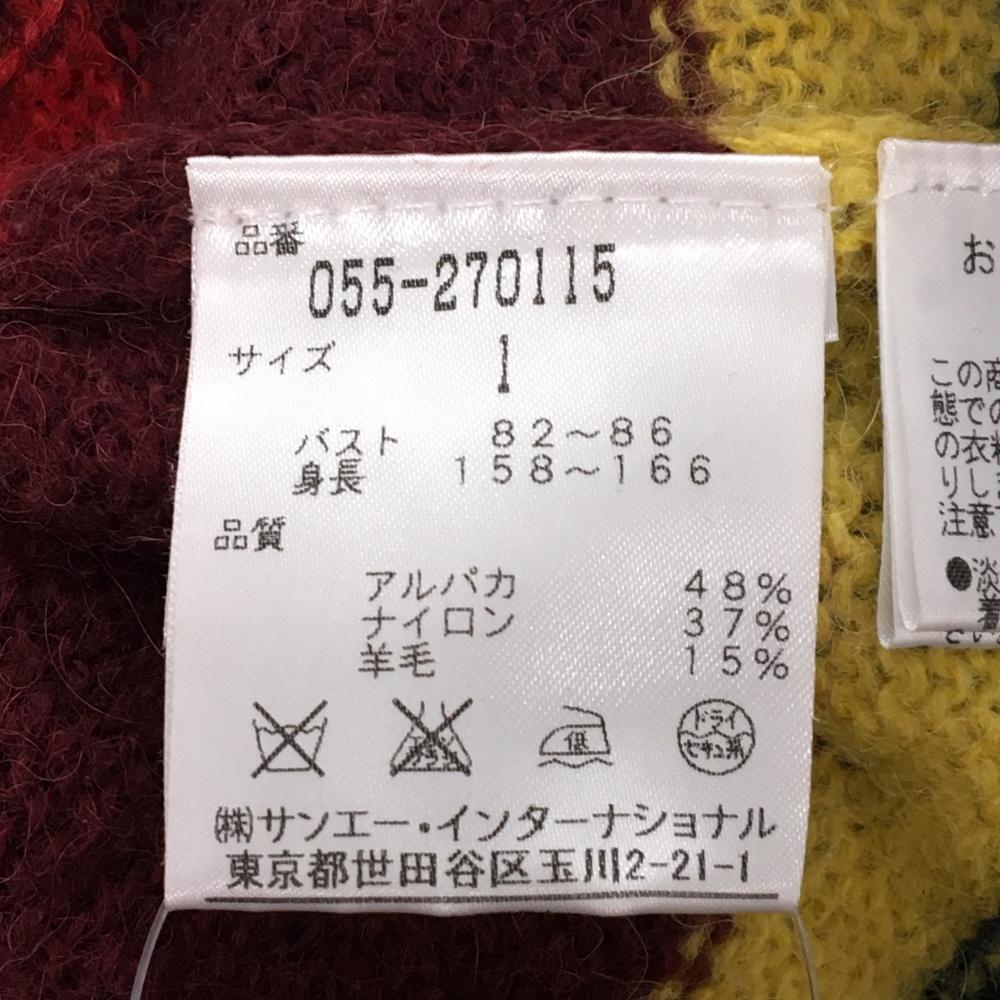 品番
055-270115
サイズ 1
バスト 82～86
身長 158～166
品質
アルパカ 48%
ナイロン 37%
羊毛 15%
低
ドライ
セキユ系
㈱サンエー・インターナショナル
東京都世田谷区玉川2-21-1
お
この商
態での
の衣料
りし
注意
●淡
着